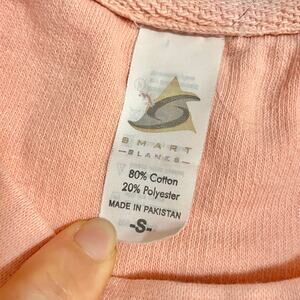 SMART
-BLANKS-
80% Cotton
20% Polyester
MADE IN PAKISTAN
-S-